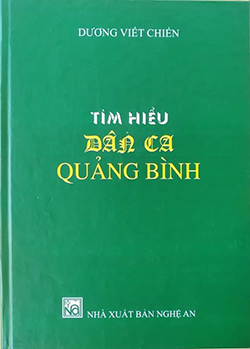 DƯƠNG VIẾT CHIẾN
TÌM HIỂU
DÂN CA
QUẢNG BÌNH
NA
NHÀ XUẤT BẢN NGHỆ AN